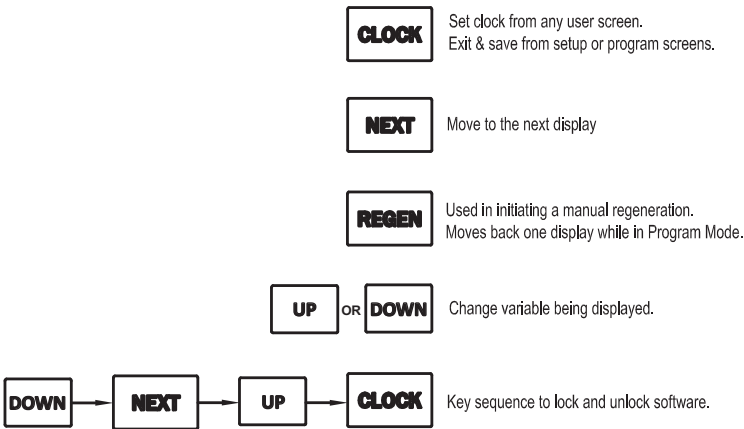 CLOCK Set clock from any user screen.
Exit & save from setup or program screens.
NEXT Move to the next display
REGEN Used in initiating a manual regeneration.
Moves back one display while in Program Mode.
UP OR DOWN Change variable being displayed.
DOWN NEXT UP CLOCK Key sequence to lock and unlock software.